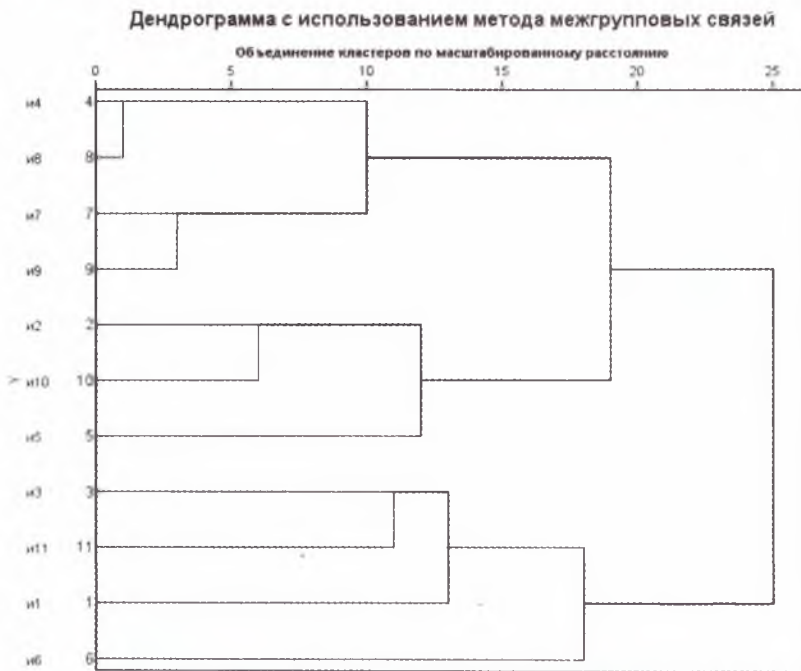 Дендрограмма с использованием метода межгрупповых связей
Объединение кластеров по масштабированному расстоянию
0 5 10 15 20 25
и4 4
и8 8
и7 7
и9 9
и2 2
Y и10 10
и5 5
и3 3
и11 11
и1 1
и6 6